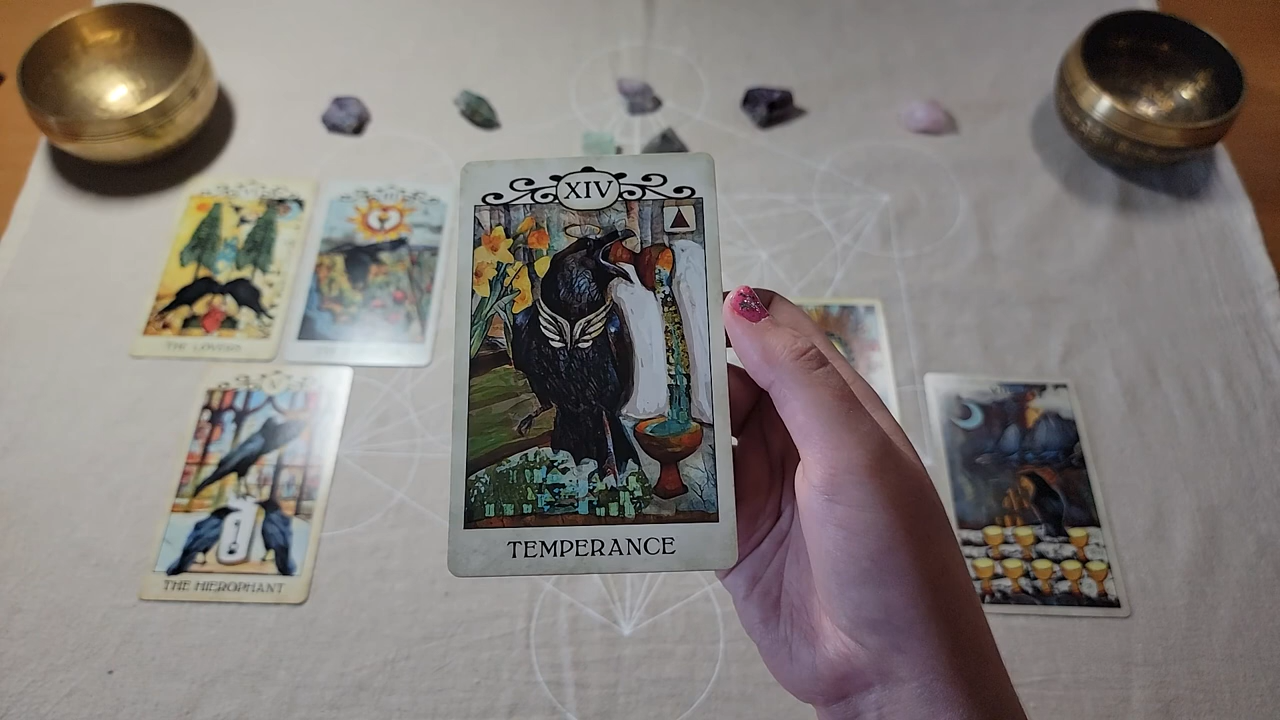 XIV
TEMPERANCE
THE LOVERS
V
THE HIEROPHANT